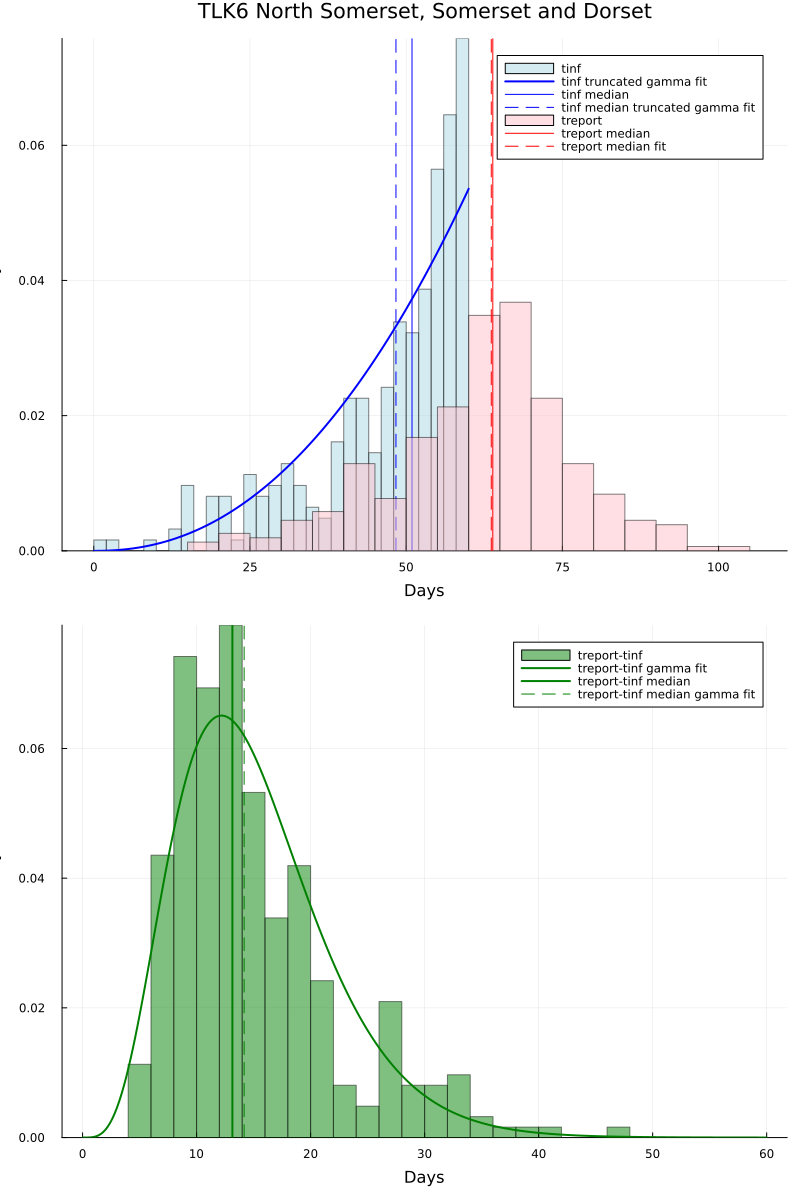 TLK6 North Somerset, Somerset and Dorset
tinf
tinf truncated gamma fit
tinf median
tinf median truncated gamma fit
treport
treport median
treport median fit
0.06
0.04
0.02
0.00
0 25 50 75 100
Days
treport-tinf
treport-tinf gamma fit
treport-tinf median
treport-tinf median gamma fit
0.06
0.04
0.02
0.00
0 10 20 30 40 50 60
Days